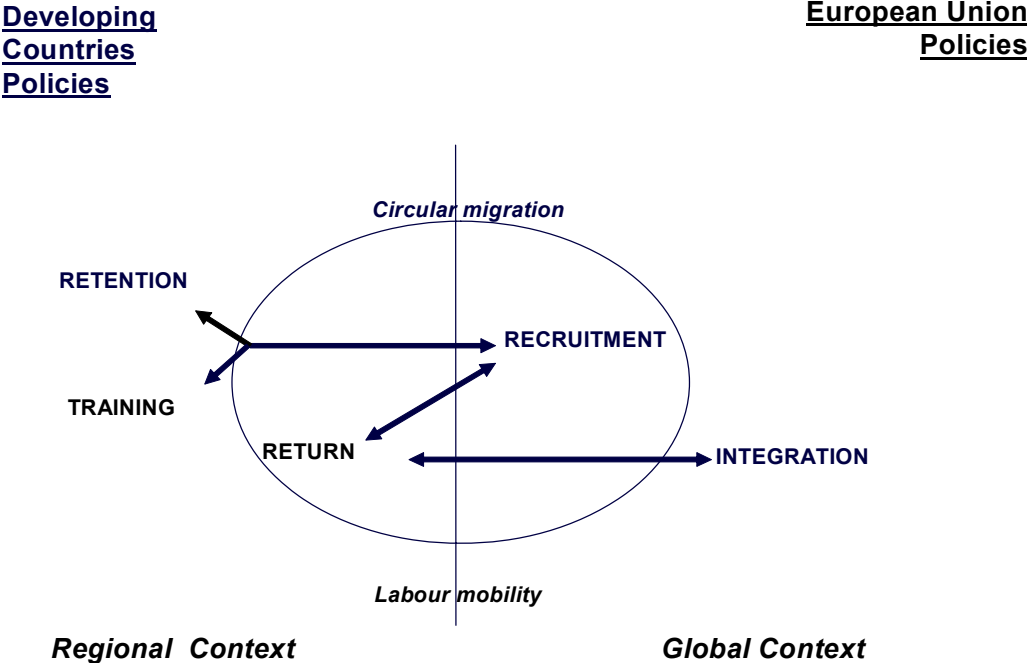 Developing
Countries
Policies
European Union
Policies
Circular migration
RETENTION
RECRUITMENT
TRAINING
RETURN
INTEGRATION
Labour mobility
Regional Context
Global Context